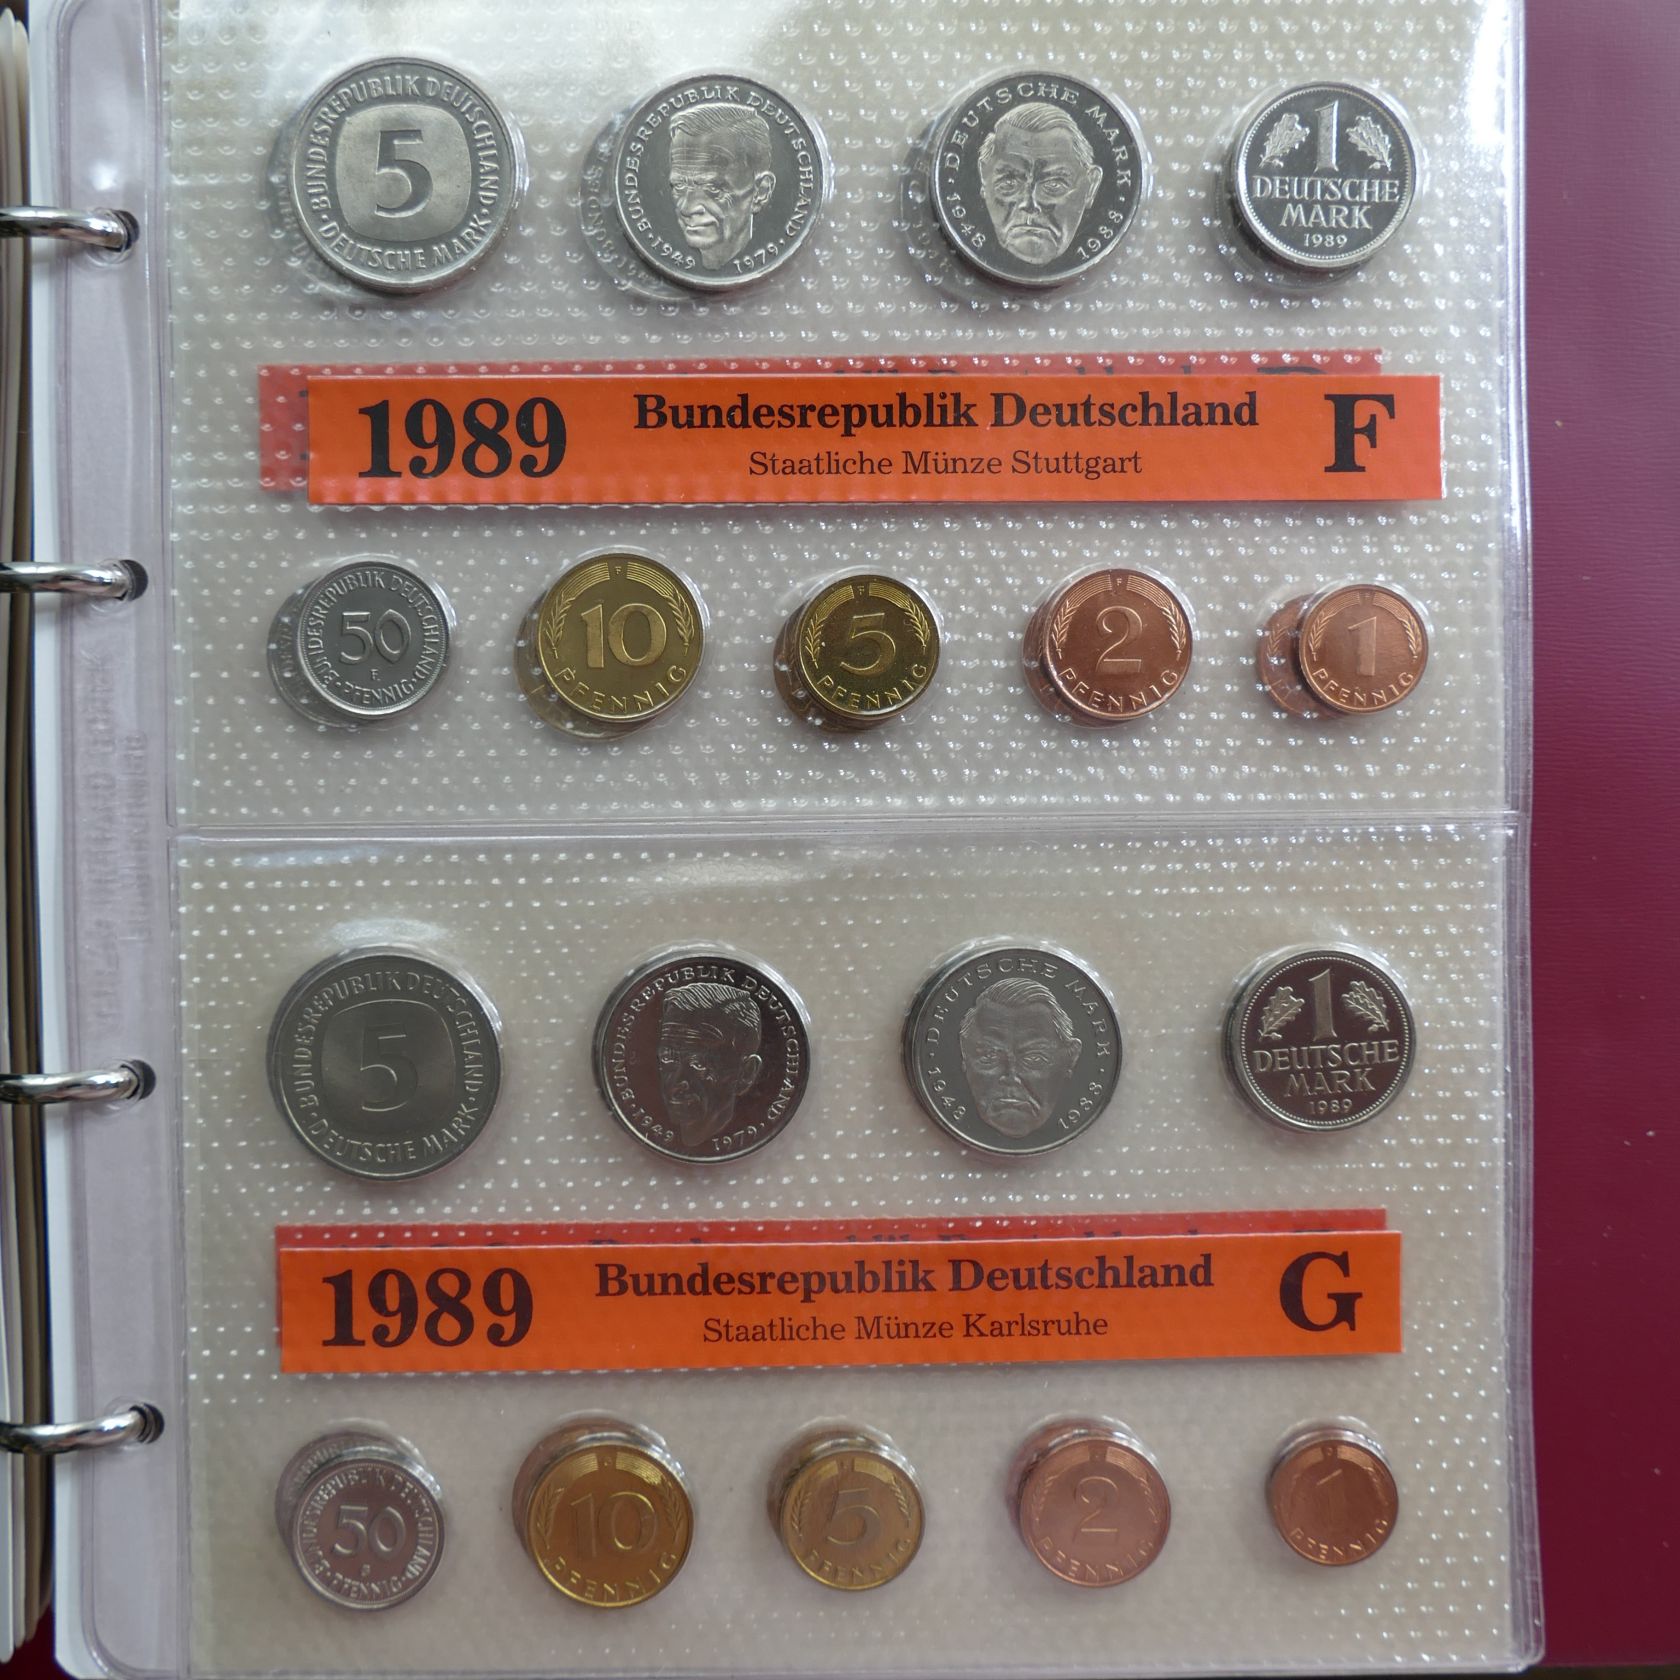 BUNDESREPUBLIK DEUTSCHLAND
5
DEUTSCHE MARK
BUNDESREPUBLIK DEUTSCHLAND
1949 1979
DEUTSCHE MARK
1948 1988
1
DEUTSCHE
MARK
1989
1989 Bundesrepublik Deutschland F
Staatliche Münze Stuttgart
BUNDESREPUBLIK DEUTSCHLAND
50
F
PFENNIG
F
10
PFENNIG
F
5
PFENNIG
F
2
PFENNIG
F
1
PFENNIG
BUNDESREPUBLIK DEUTSCHLAND
5
DEUTSCHE MARK
BUNDESREPUBLIK DEUTSCHLAND
1949 1979
DEUTSCHE MARK
1948 1988
1
DEUTSCHE
MARK
1989
1989 Bundesrepublik Deutschland G
Staatliche Münze Karlsruhe
BUNDESREPUBLIK DEUTSCHLAND
50
G
PFENNIG
G
10
PFENNIG
5
PFENNIG
2
PFENNIG
1
PFENNIG